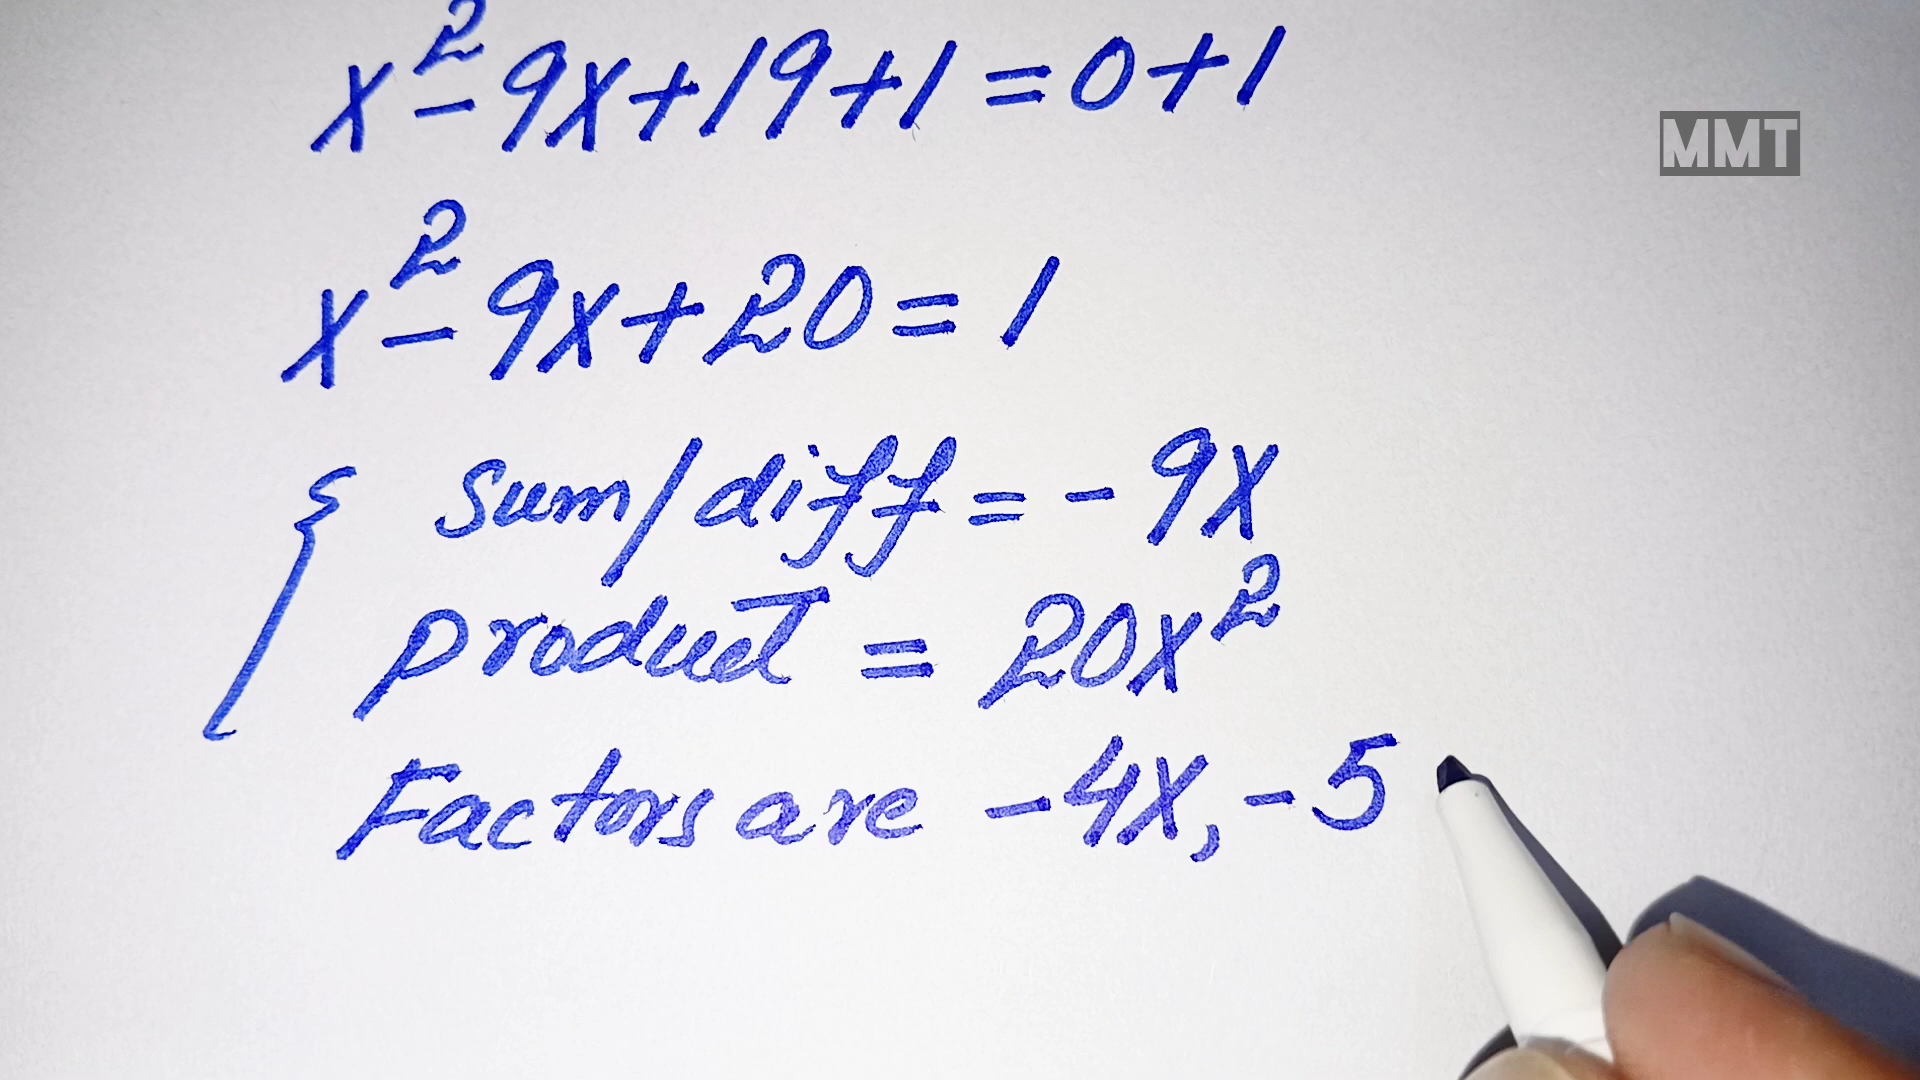 x²-9x+19+1=0+1
MMT
x²-9x+20=1
{ sum/diff = -9x
product = 20x²
Factors are -4x, -5